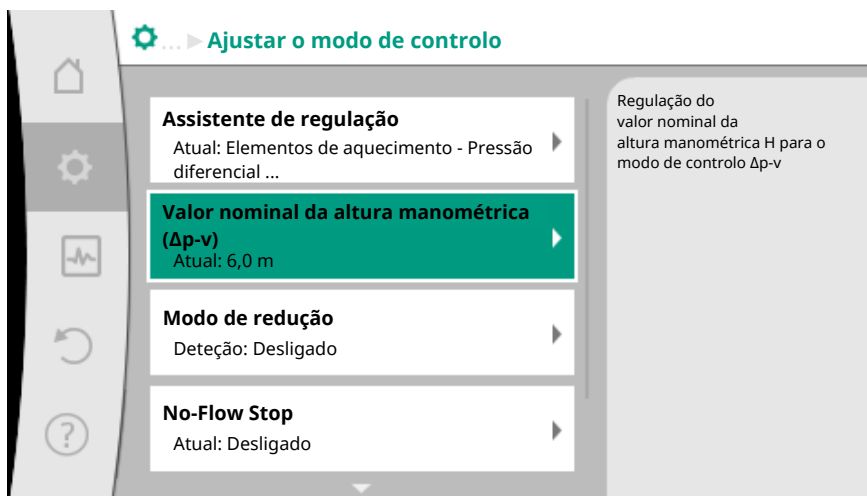 ... ▶ Ajustar o modo de controlo
Assistente de regulação
Atual: Elementos de aquecimento - Pressão
diferencial ...
Valor nominal da altura manométrica
(Δp-v)
Atual: 6,0 m
Modo de redução
Deteção: Desligado
No-Flow Stop
Atual: Desligado
Regulação do
valor nominal da
altura manométrica H para o
modo de controlo Δp-v
?